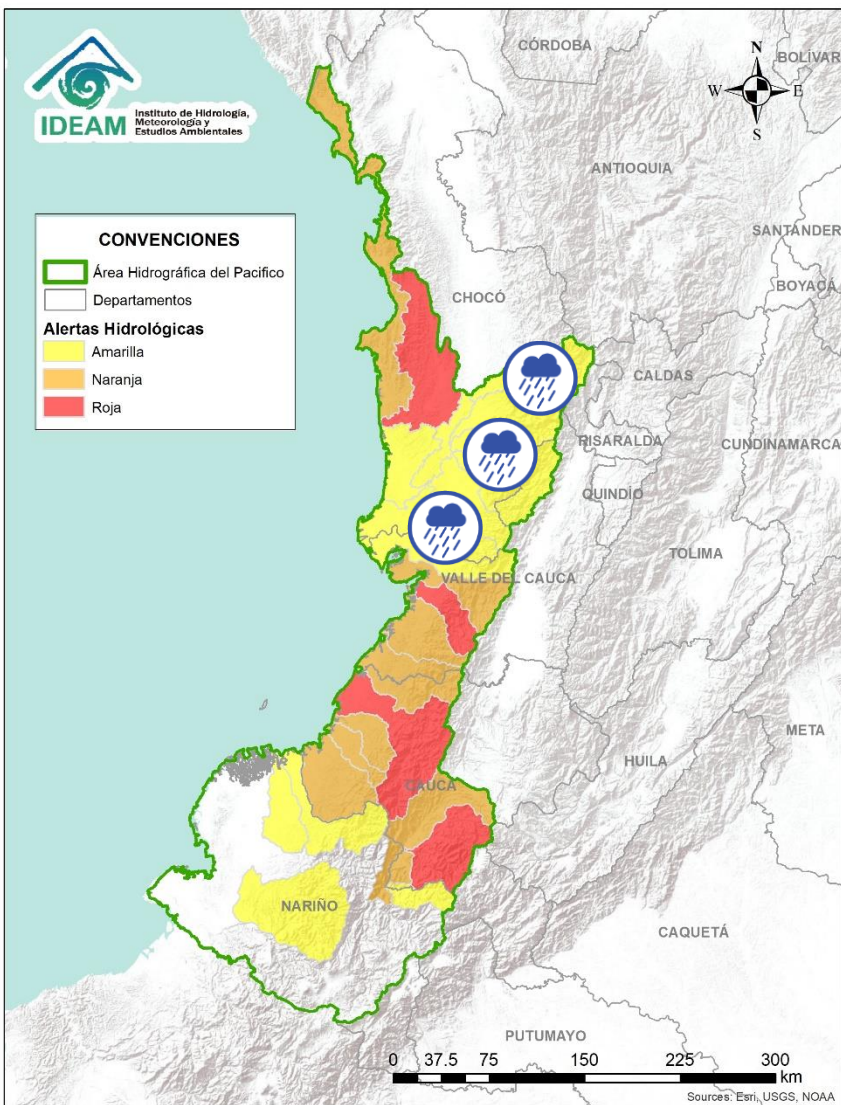 IDEAM
Instituto de Hidrología,
Meteorología y
Estudios Ambientales
N
W
E
S
CÓRDOBA
BOLÍVAR
ANTIOQUIA
SANTANDER
BOYACÁ
CHOCÓ
CALDAS
RISARALDA
CUNDINAMARCA
QUINDÍO
TOLIMA
VALLE DEL CAUCA
META
HUILA
CAUCA
NARIÑO
CAQUETÁ
PUTUMAYO
CONVENCIONES
Área Hidrográfica del Pacifico
Departamentos
Alertas Hidrológicas
Amarilla
Naranja
Roja
0 37.5 75 150 225 300
km
Sources: Esri, USGS, NOAA